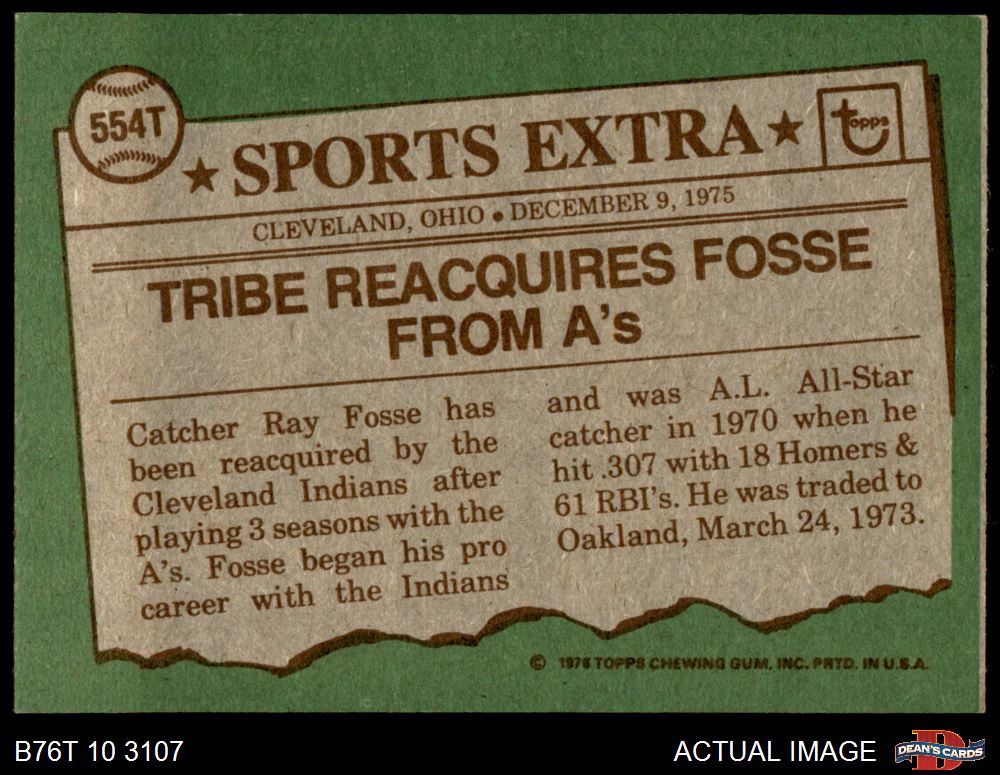 554T
★ SPORTS EXTRA ★
topps
CLEVELAND, OHIO • DECEMBER 9, 1975
TRIBE REACQUIRES FOSSE
FROM A's
Catcher Ray Fosse has
been reacquired by the
Cleveland Indians after
playing 3 seasons with the
A's. Fosse began his pro
career with the Indians
and was A.L. All-Star
catcher in 1970 when he
hit .307 with 18 Homers &
61 RBI's. He was traded to
Oakland, March 24, 1973.
© 1976 TOPPS CHEWING GUM, INC. PRTD. IN U.S.A.
B76T 10 3107
ACTUAL IMAGE
D
DEAN'S CARDS